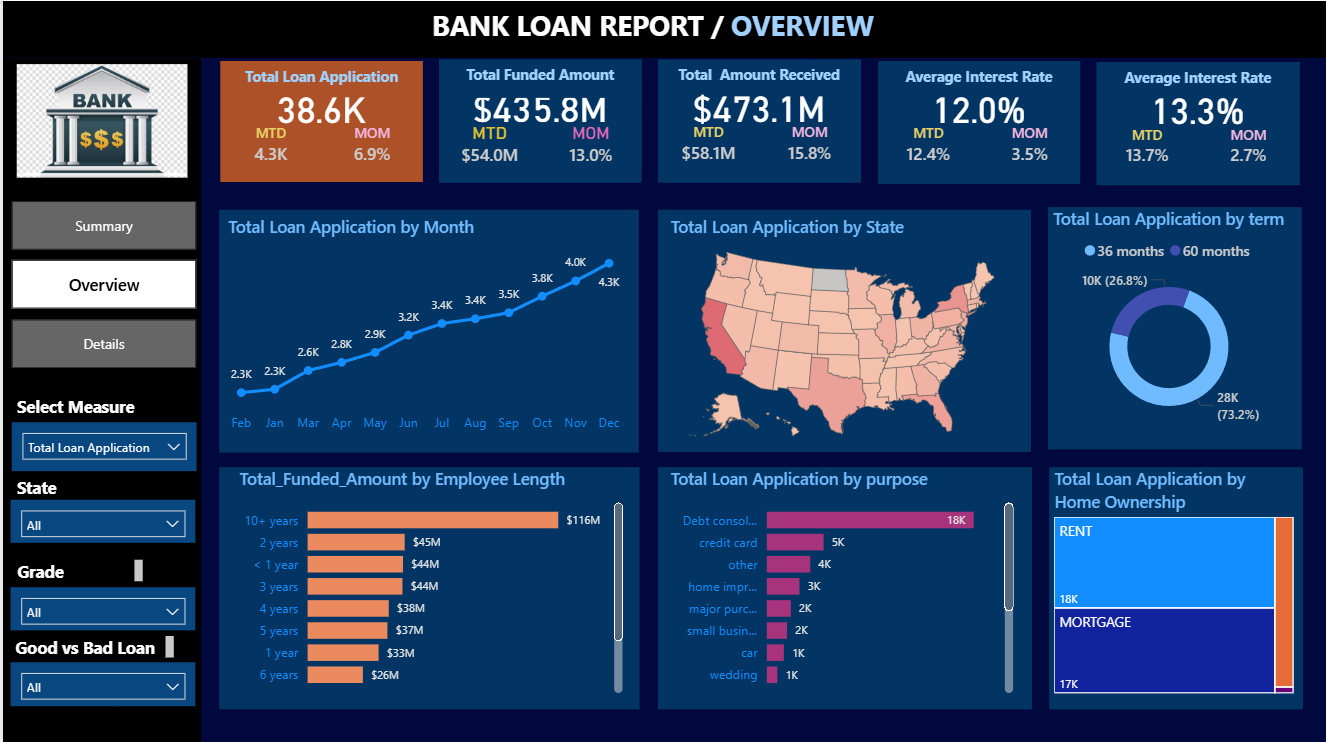 BANK LOAN REPORT / OVERVIEW
BANK
$$$
Summary
Overview
Details
Select Measure
Total Loan Application
State
All
Grade
All
Good vs Bad Loan
All
Total Loan Application
38.6K
MTD MOM
4.3K 6.9%
Total Funded Amount
$435.8M
MTD MOM
$54.0M 13.0%
Total Amount Received
$473.1M
MTD MOM
$58.1M 15.8%
Average Interest Rate
12.0%
MTD MOM
12.4% 3.5%
Average Interest Rate
13.3%
MTD MOM
13.7% 2.7%
Total Loan Application by Month
2.3K 2.3K 2.6K 2.8K 2.9K 3.2K 3.4K 3.4K 3.5K 3.8K 4.0K 4.3K
Feb Jan Mar Apr May Jun Jul Aug Sep Oct Nov Dec
Total Loan Application by State
Total Loan Application by term
36 months 60 months
10K (26.8%)
28K
(73.2%)
Total_Funded_Amount by Employee Length
10+ years $116M
2 years $45M
< 1 year $44M
3 years $44M
4 years $38M
5 years $37M
1 year $33M
6 years $26M
Total Loan Application by purpose
Debt consol... 18K
credit card 5K
other 4K
home impr... 3K
major purc... 2K
small busin... 2K
car 1K
wedding 1K
Total Loan Application by
Home Ownership
RENT
18K
MORTGAGE
17K